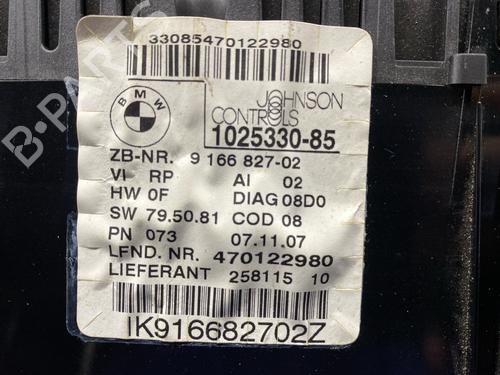 33085470122980
BMW
JOHNSON
CONTROLS
1025330-85
ZB-NR. 9 166 827-02
VI RP AI 02
HW 0F DIAG 08D0
SW 79.50.81 COD 08
PN 073 07.11.07
LFND. NR. 470122980
LIEFERANT 258115 10
IK916682702Z
B-PARTS